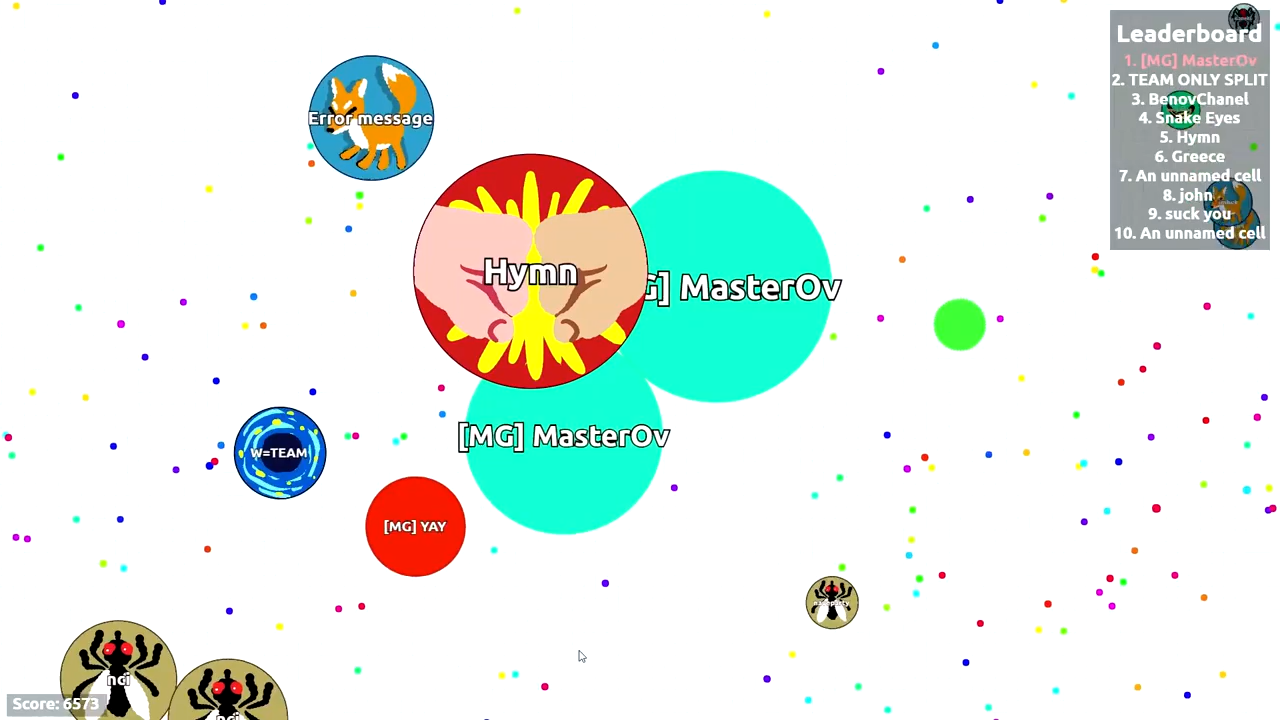 Leaderboard
1. [MG] MasterOv
2. TEAM ONLY SPLIT
3. BenovChanel
4. Snake Eyes
5. Hymn
6. Greece
7. An unnamed cell
8. john
9. suck you
10. An unnamed cell
Error message
Hymn
G] MasterOv
[MG] MasterOv
w=TEAM
[MG] YAY
nci
nci
Score: 6573